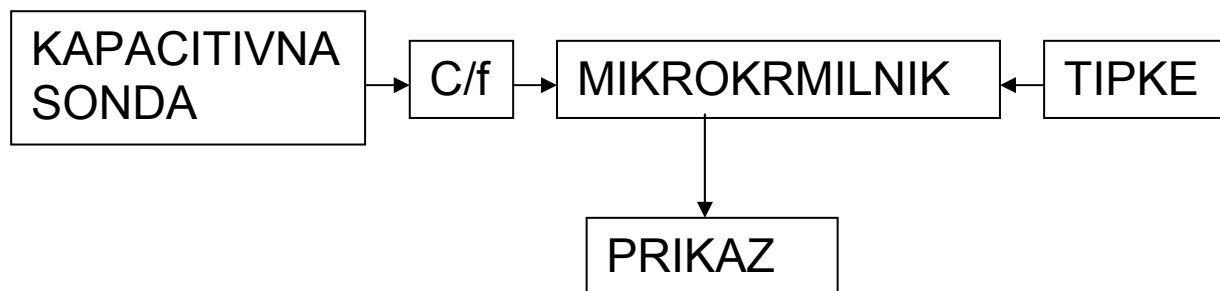 KAPACITIVNA
SONDA
C/f
MIKROKRMILNIK
TIPKE
PRIKAZ